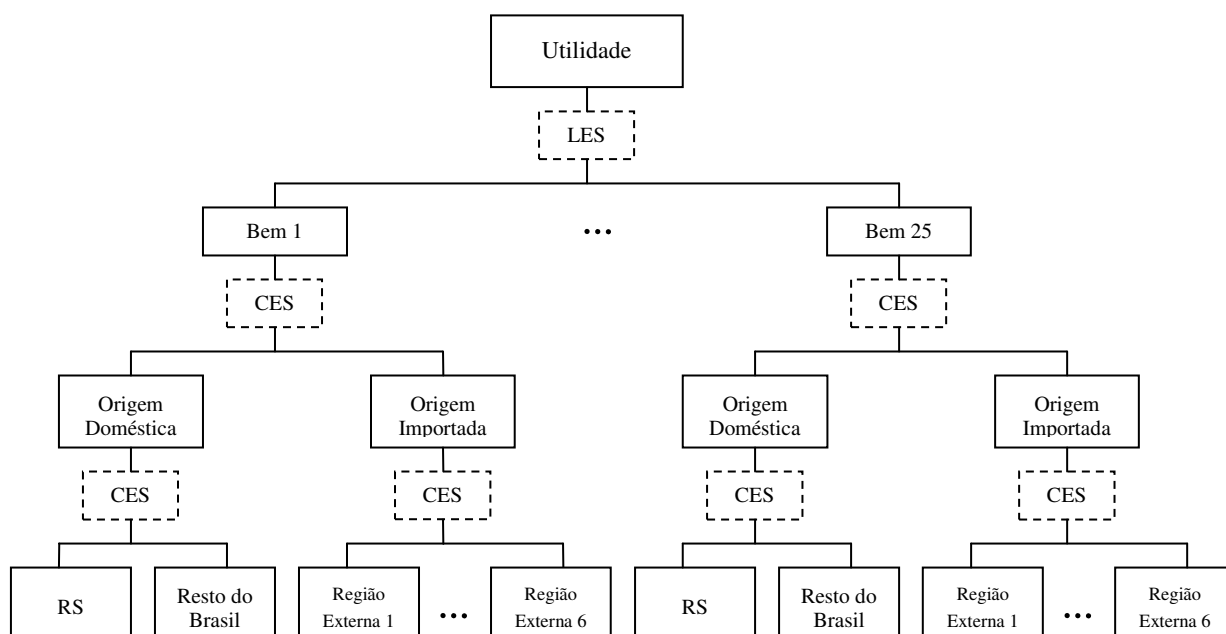 Utilidade
LES
Bem 1
...
Bem 25
CES
CES
Origem
Doméstica
Origem
Importada
Origem
Doméstica
Origem
Importada
CES
CES
CES
CES
RS
Resto do
Brasil
Região
Externa 1
...
Região
Externa 6
RS
Resto do
Brasil
Região
Externa 1
...
Região
Externa 6